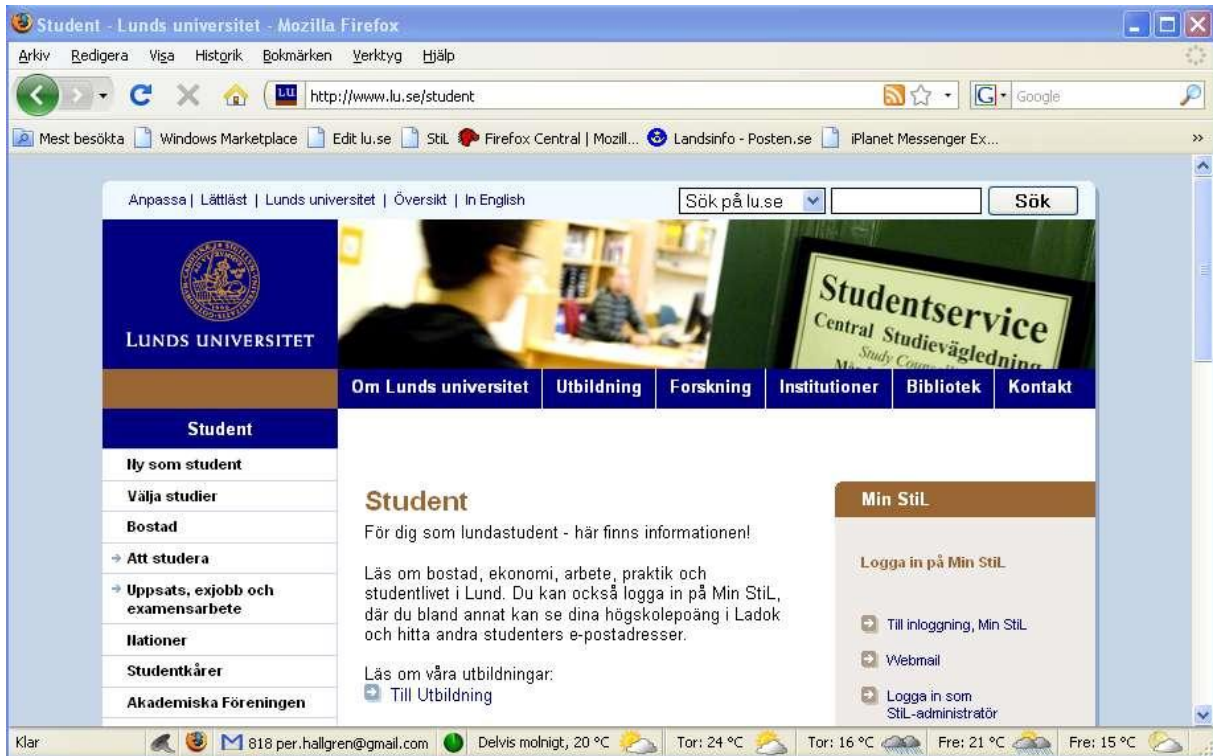 Student - Lunds universitet - Mozilla Firefox
Arkiv Redigera Visa Historik Bokmärken Verktyg Hjälp
LU http://www.lu.se/student G Google
Mest besökta Windows Marketplace Edit lu.se StiL Firefox Central | Mozill... Landsinfo - Posten.se iPlanet Messenger Ex... »
Anpassa | Lättläst | Lunds universitet | Översikt | In English Sök på lu.se Sök
LUNDS UNIVERSITET
Studentservice
Central Studievägledning
Study
Om Lunds universitet Utbildning Forskning Institutioner Bibliotek Kontakt
Student
Ny som student
Välja studier
Bostad
Att studera
Uppsats, exjobb och
examensarbete
Nationer
Studentkårer
Akademiska Föreningen
Student
För dig som lundastudent - här finns informationen!
Läs om bostad, ekonomi, arbete, praktik och
studentlivet i Lund. Du kan också logga in på Min StiL,
där du bland annat kan se dina högskolepoäng i Ladok
och hitta andra studenters e-postadresser.
Läs om våra utbildningar:
Till Utbildning
Min StiL
Logga in på Min StiL
Till inloggning, Min StiL
Webmail
Logga in som
StiL-administratör
Klar 818 per.hallgren@gmail.com Delvis molnigt, 20 °C Tor: 24 °C Tor: 16 °C Fre: 21 °C Fre: 15 °C